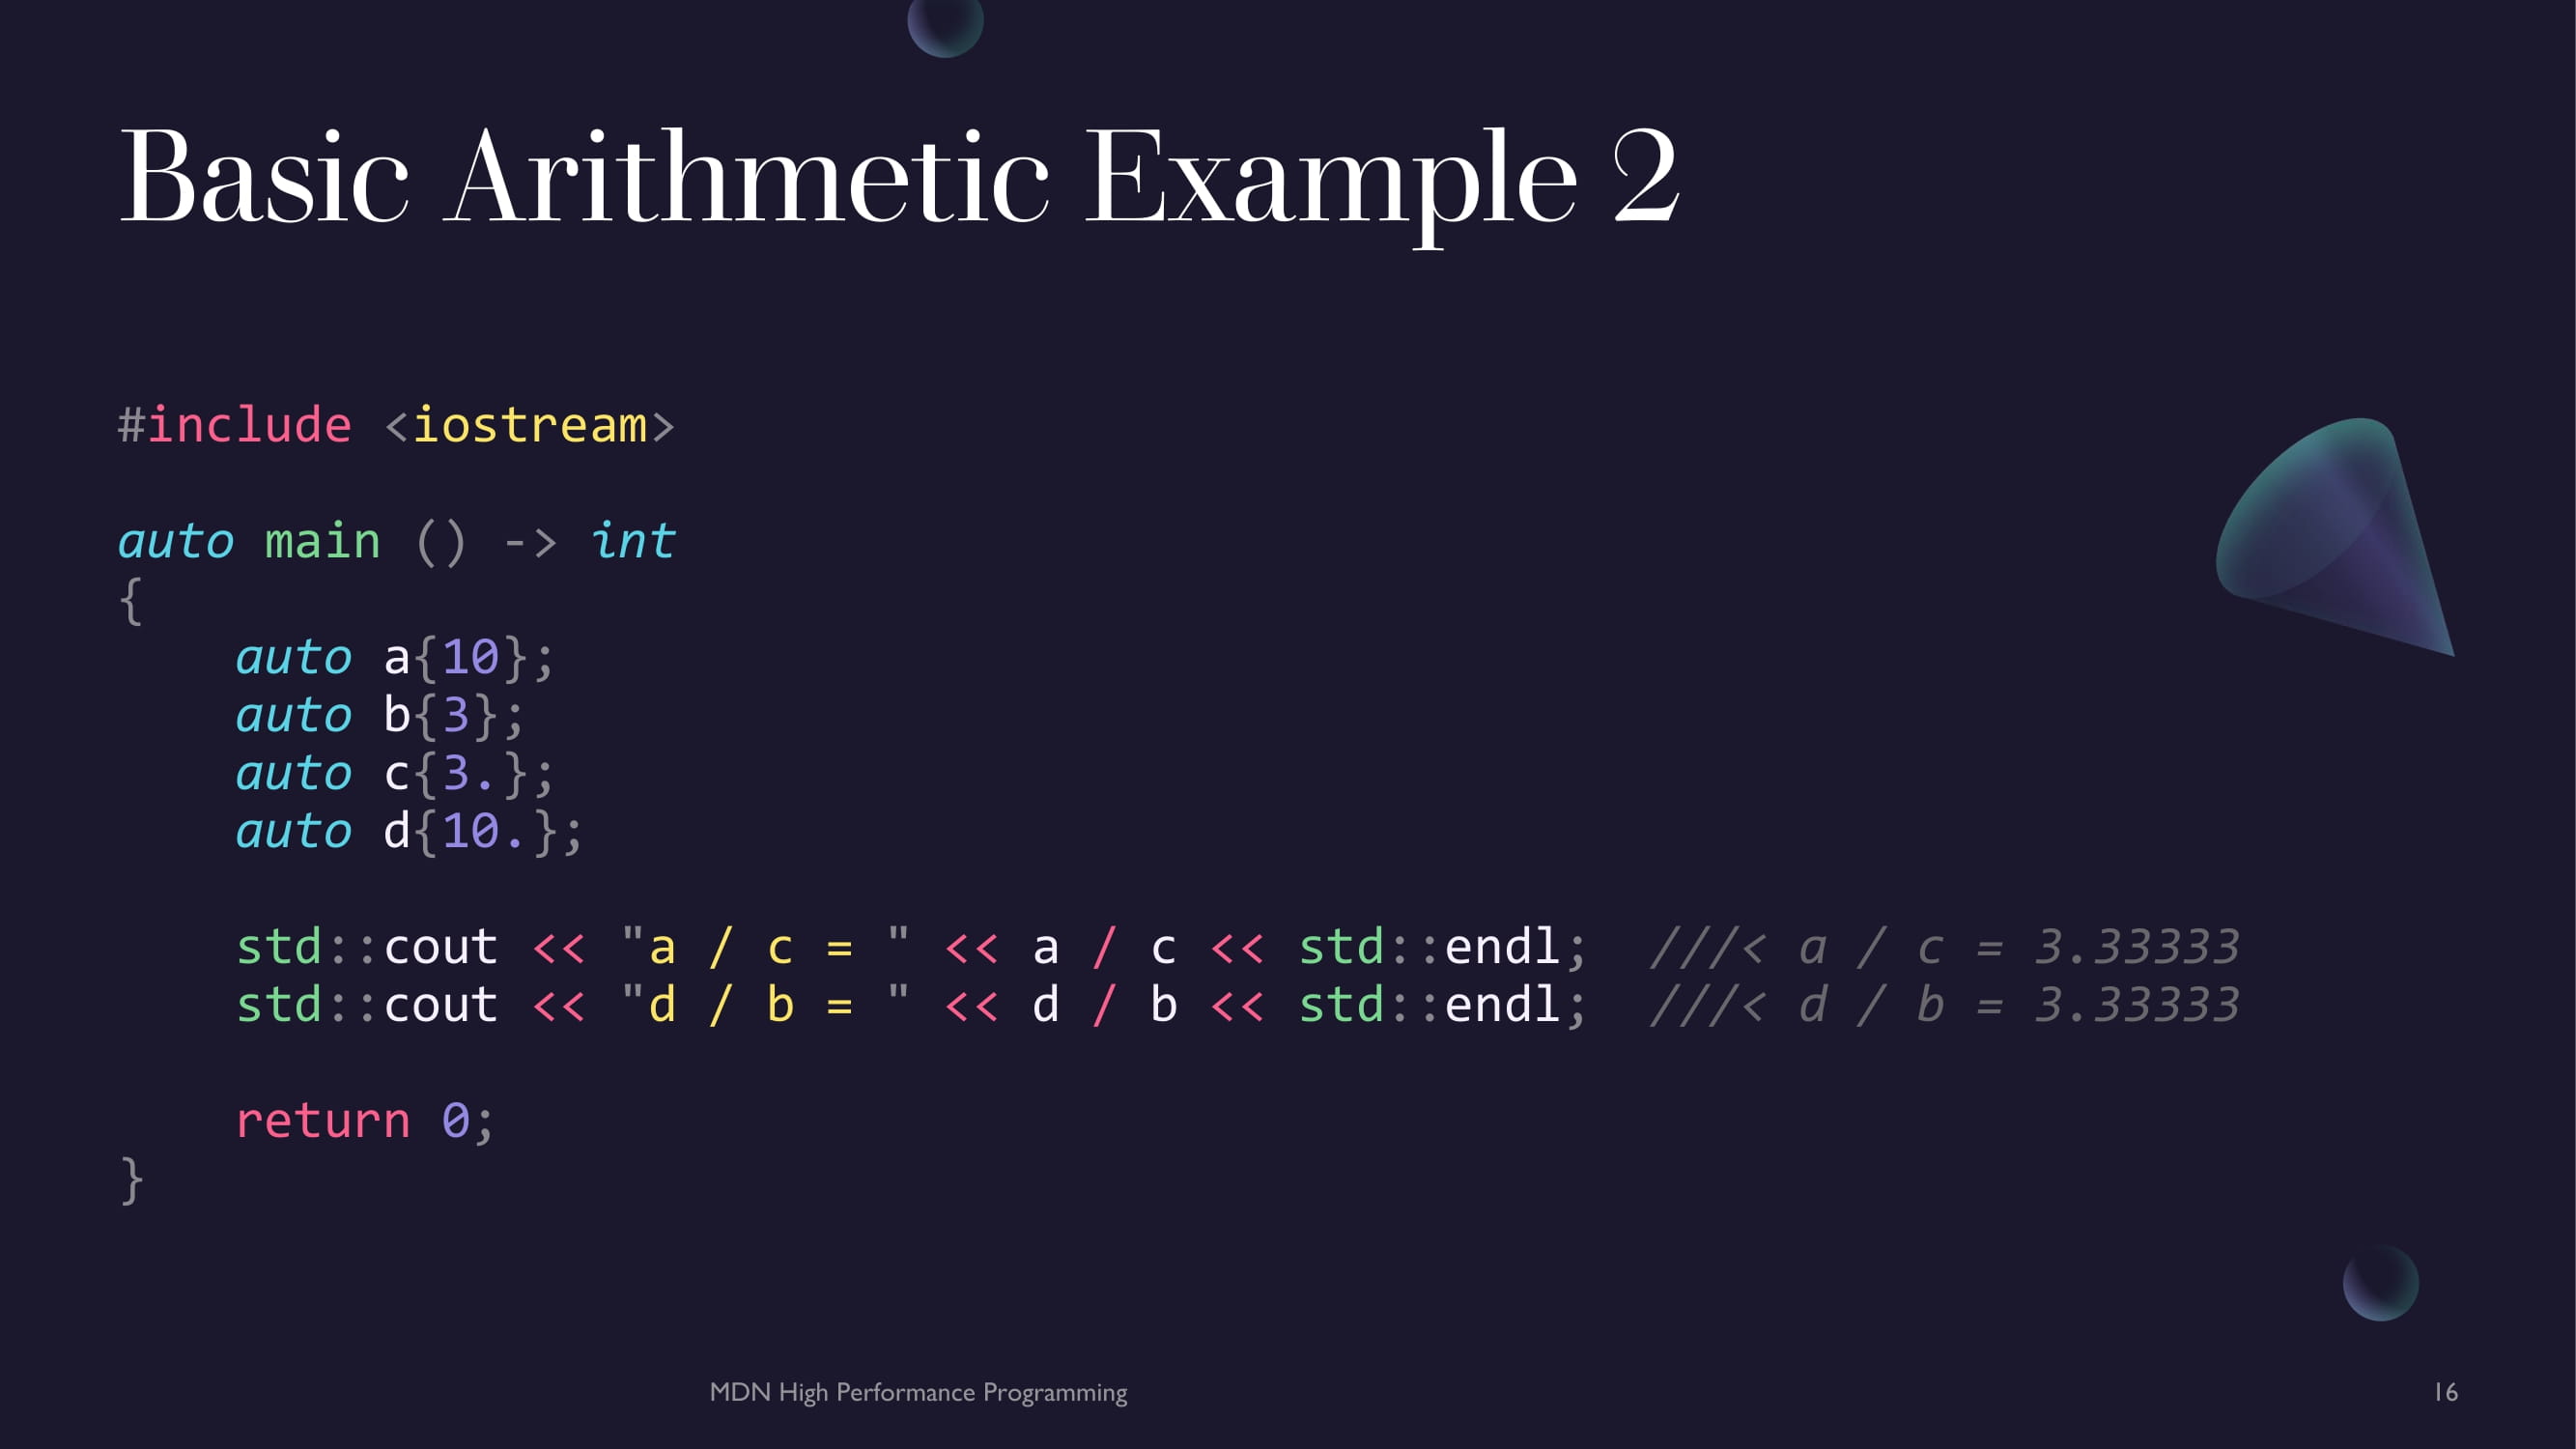 Basic Arithmetic Example 2
#include <iostream>
auto main () -> int
{
    auto a{10};
    auto b{3};
    auto c{3.};
    auto d{10.};
    std::cout << "a / c = " << a / c << std::endl;  ///< a / c = 3.33333
    std::cout << "d / b = " << d / b << std::endl;  ///< d / b = 3.33333
    return 0;
}
MDN High Performance Programming
16